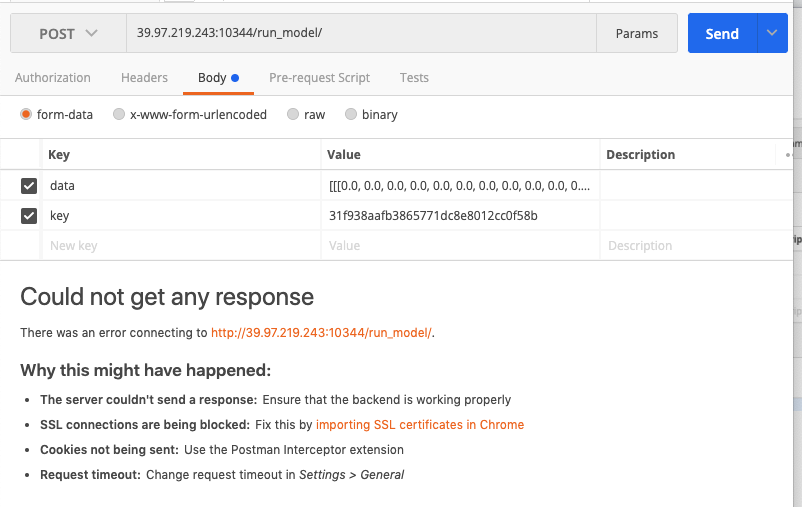 POST 39.97.219.243:10344/run_model/ Params Send
Authorization Headers Body Pre-request Script Tests
form-data x-www-form-urlencoded raw binary
Key Value Description
data [[[0.0, 0.0, 0.0, 0.0, 0.0, 0.0, 0.0, 0.0, 0.0, 0.0, 0....
key 31f938aafb3865771dc8e8012cc0f58b
New key Value Description
Could not get any response
There was an error connecting to http://39.97.219.243:10344/run_model/.
Why this might have happened:
• The server couldn't send a response: Ensure that the backend is working properly
• SSL connections are being blocked: Fix this by importing SSL certificates in Chrome
• Cookies not being sent: Use the Postman Interceptor extension
• Request timeout: Change request timeout in Settings > General